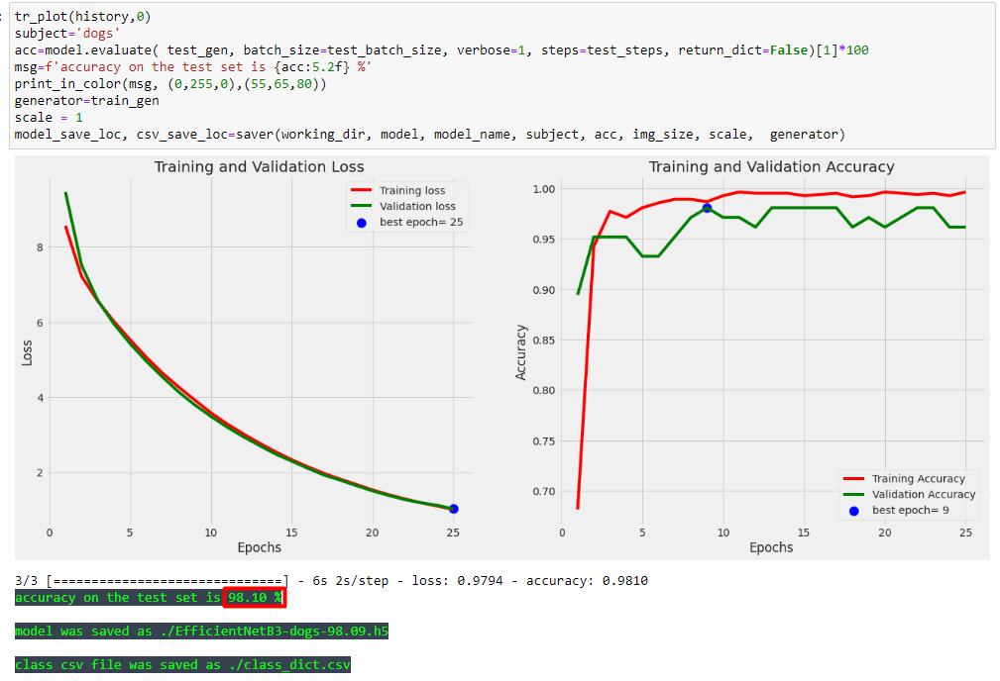 tr_plot(history,0)
subject='dogs'
acc=model.evaluate( test_gen, batch_size=test_batch_size, verbose=1, steps=test_steps, return_dict=False)[1]*100
msg=f'accuracy on the test set is {acc:5.2f} %'
print_in_color(msg, (0,255,0),(55,65,80))
generator=train_gen
scale = 1
model_save_loc, csv_save_loc=saver(working_dir, model, model_name, subject, acc, img_size, scale,  generator)
Training and Validation Loss
Training loss
Validation loss
best epoch= 25
8
6
4
2
Loss
0 5 10 15 20 25
Epochs
Training and Validation Accuracy
1.00
0.95
0.90
0.85
0.80
0.75
0.70
Accuracy
Training Accuracy
Validation Accuracy
best epoch= 9
0 5 10 15 20 25
Epochs
3/3 [==============================] - 6s 2s/step - loss: 0.9794 - accuracy: 0.9810
accuracy on the test set is 98.10 %
model was saved as ./EfficientNetB3-dogs-98.09.h5
class csv file was saved as ./class_dict.csv